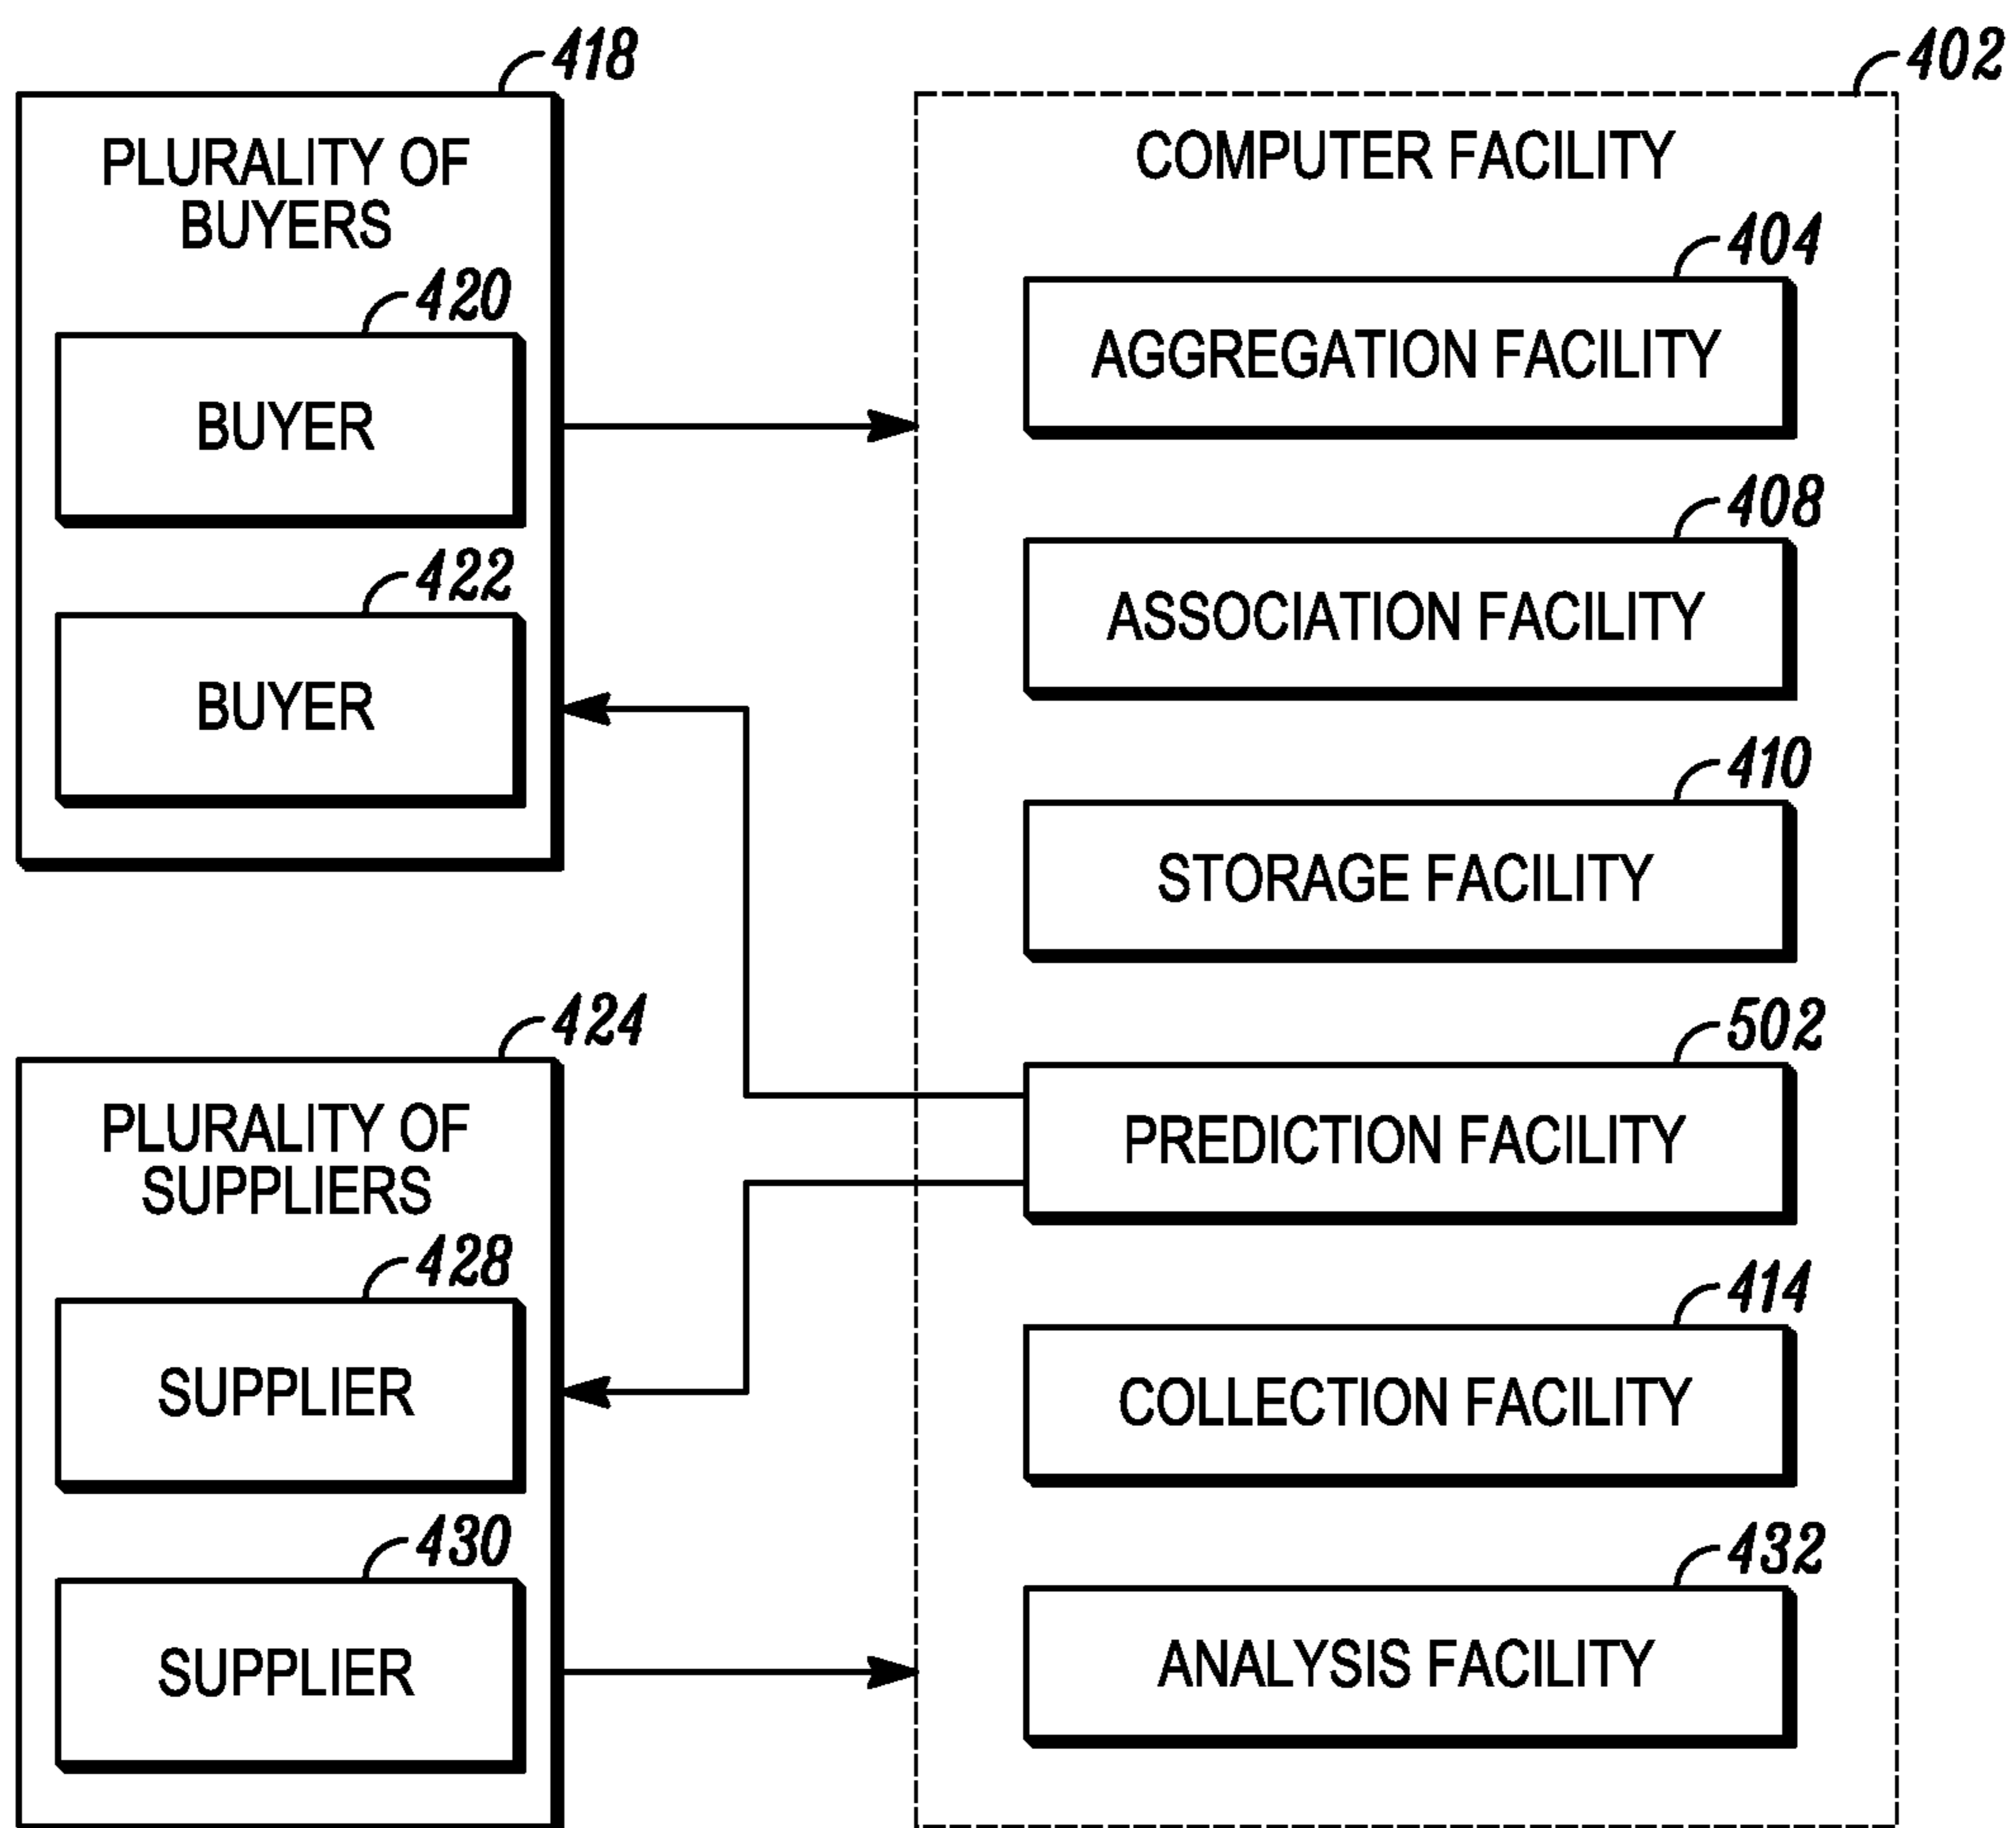 418
PLURALITY OF
BUYERS
420
BUYER
422
BUYER
424
PLURALITY OF
SUPPLIERS
428
SUPPLIER
430
SUPPLIER
402
COMPUTER FACILITY
404
AGGREGATION FACILITY
408
ASSOCIATION FACILITY
410
STORAGE FACILITY
502
PREDICTION FACILITY
414
COLLECTION FACILITY
432
ANALYSIS FACILITY